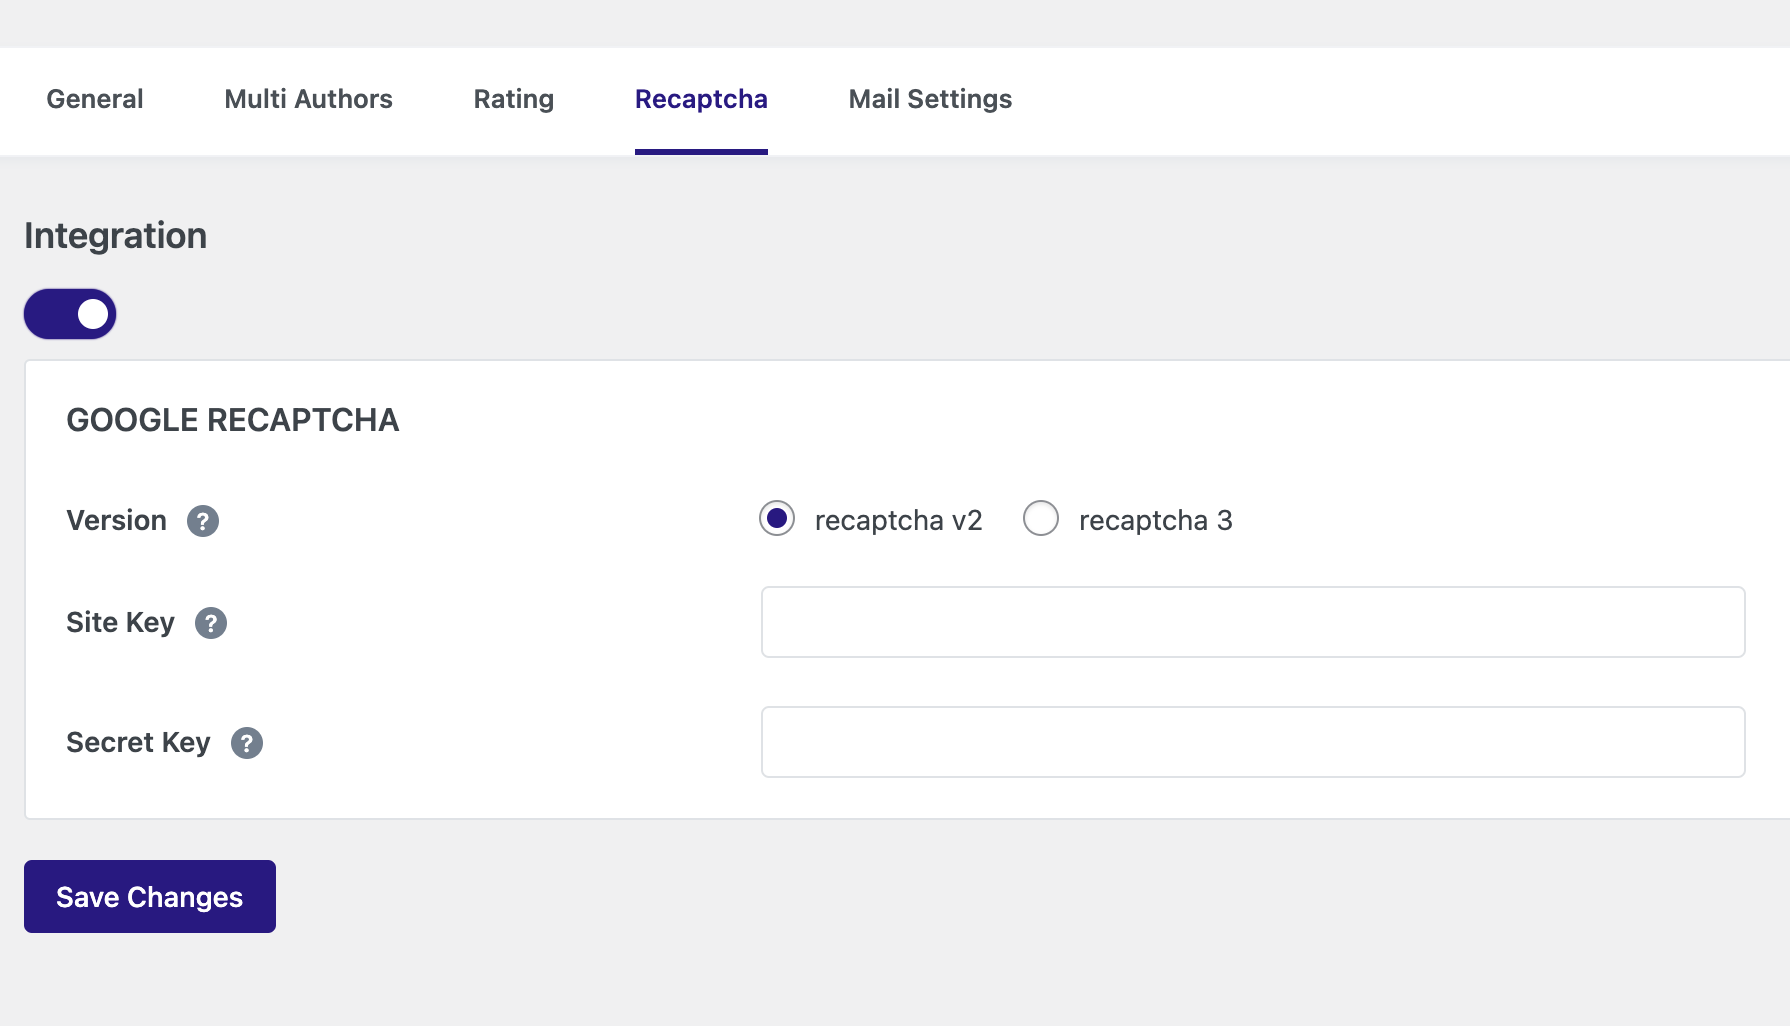 General Multi Authors Rating Recaptcha Mail Settings
Integration
GOOGLE RECAPTCHA
Version ? recaptcha v2 recaptcha 3
Site Key ?
Secret Key ?
Save Changes